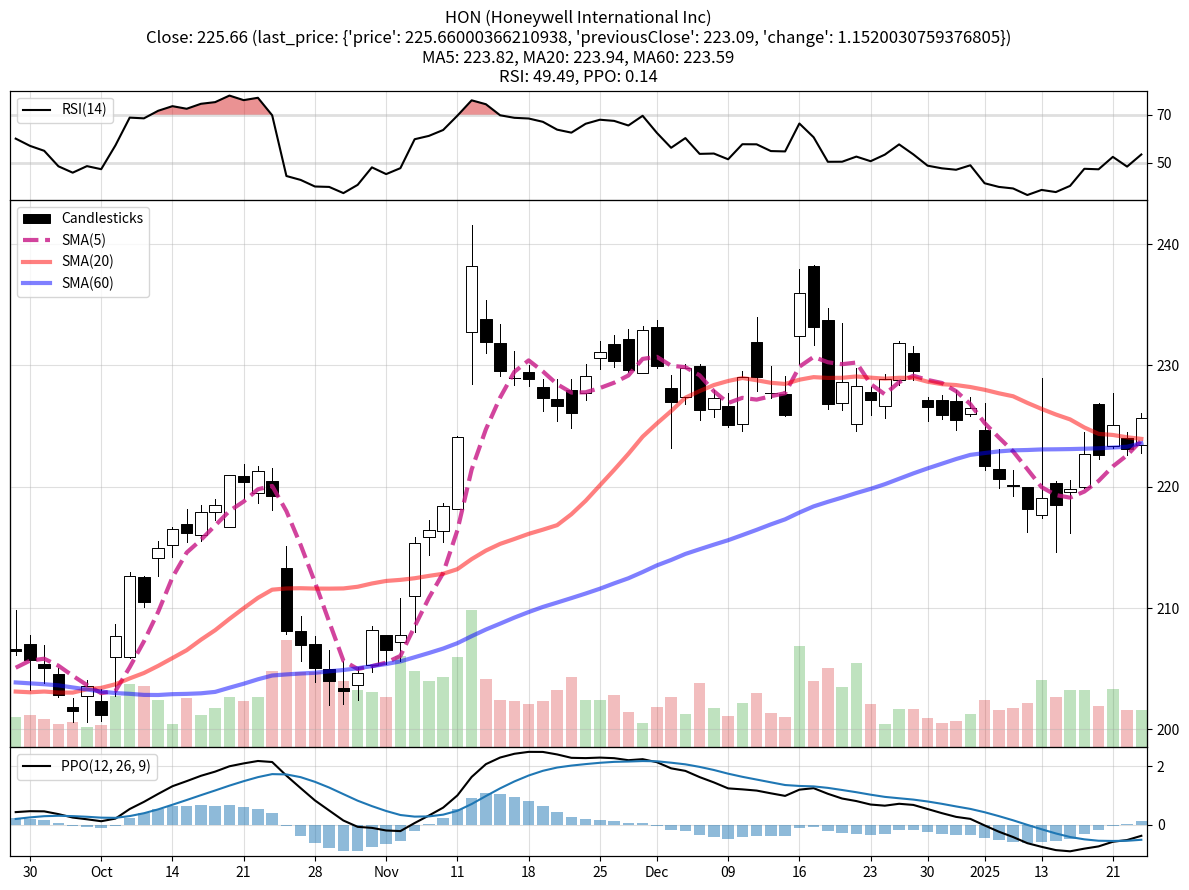 HON (Honeywell International Inc)
Close: 225.66 (last_price: {'price': 225.66000366210938, 'previousClose': 223.09, 'change': 1.1520030759376805})
MA5: 223.82, MA20: 223.94, MA60: 223.59
RSI: 49.49, PPO: 0.14
RSI(14)
70
50
Candlesticks
SMA(5)
SMA(20)
SMA(60)
240
230
220
210
200
PPO(12, 26, 9)
2
0
30 Oct 14 21 28 Nov 11 18 25 Dec 09 16 23 30 2025 13 21